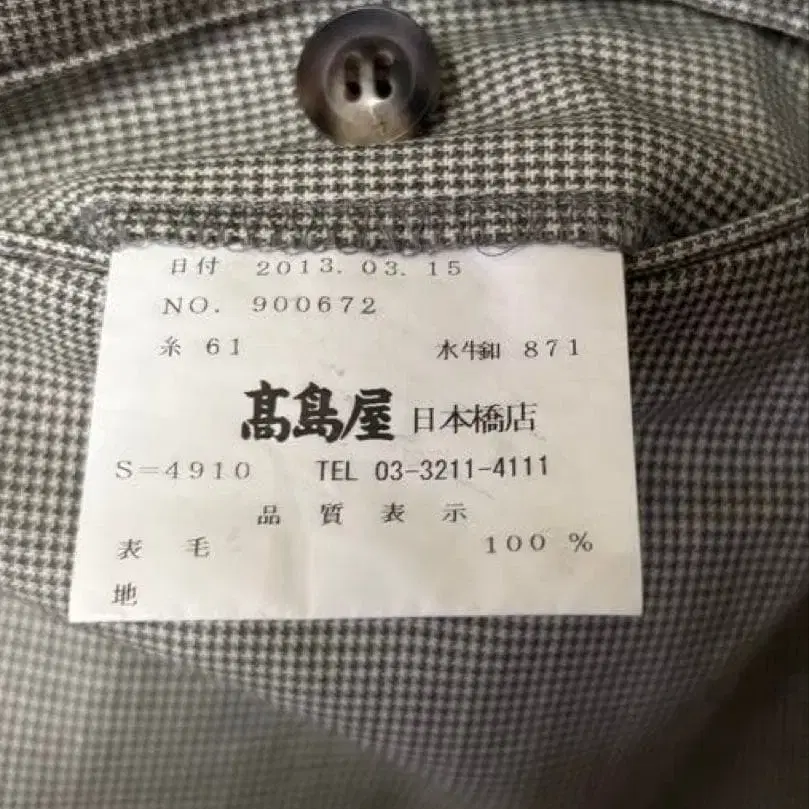 日付 2013.03.15
NO. 900672
糸 61 水牛釦 871
髙島屋 日本橋店
S=4910 TEL 03-3211-4111
品質表示
表 毛 100 %
地